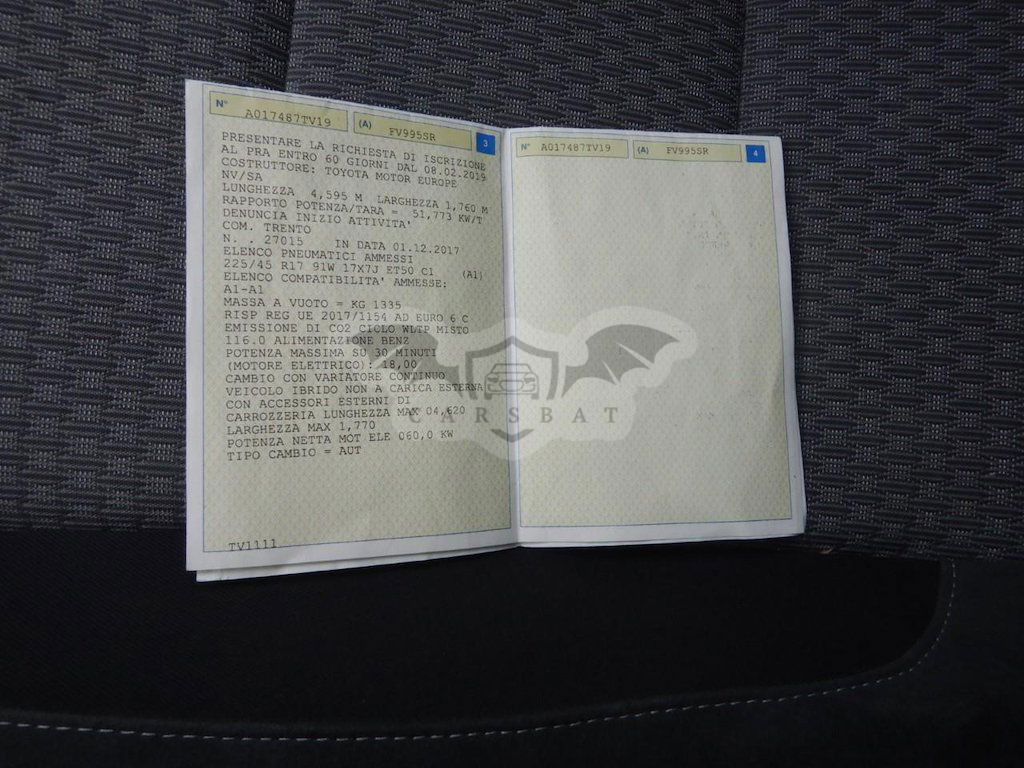 N° A017487TV19 (A) FV995SR 3
PRESENTARE LA RICHIESTA DI ISCRIZIONE
AL PRA ENTRO 60 GIORNI DAL 08.02.2019
COSTRUTTORE: TOYOTA MOTOR EUROPE
NV/SA
LUNGHEZZA 4,595 M LARGHEZZA 1,760 M
RAPPORTO POTENZA/TARA = 51,773 KW/T
DENUNCIA INIZIO ATTIVITA'
COM. TRENTO
N. . 27015 IN DATA 01.12.2017
ELENCO PNEUMATICI AMMESSI
225/45 R17 91W 17X7J ET50 C1 (A1)
ELENCO COMPATIBILITA' AMMESSE:
A1-A1
MASSA A VUOTO = KG 1335
RISP REG UE 2017/1154 AD EURO 6 C
EMISSIONE DI CO2 CICLO WLTP MISTO
116.0 ALIMENTAZIONE BENZ
POTENZA MASSIMA SU 30 MINUTI
(MOTORE ELETTRICO): 18,00
CAMBIO CON VARIATORE CONTINUO
VEICOLO IBRIDO NON A CARICA ESTERNA
CON ACCESSORI ESTERNI DI
CARROZZERIA LUNGHEZZA MAX 04,620
LARGHEZZA MAX 1,770
POTENZA NETTA MOT ELE 060,0 KW
TIPO CAMBIO = AUT
TV1111
N° A017487TV19 (A) FV995SR 4
CARSBAT